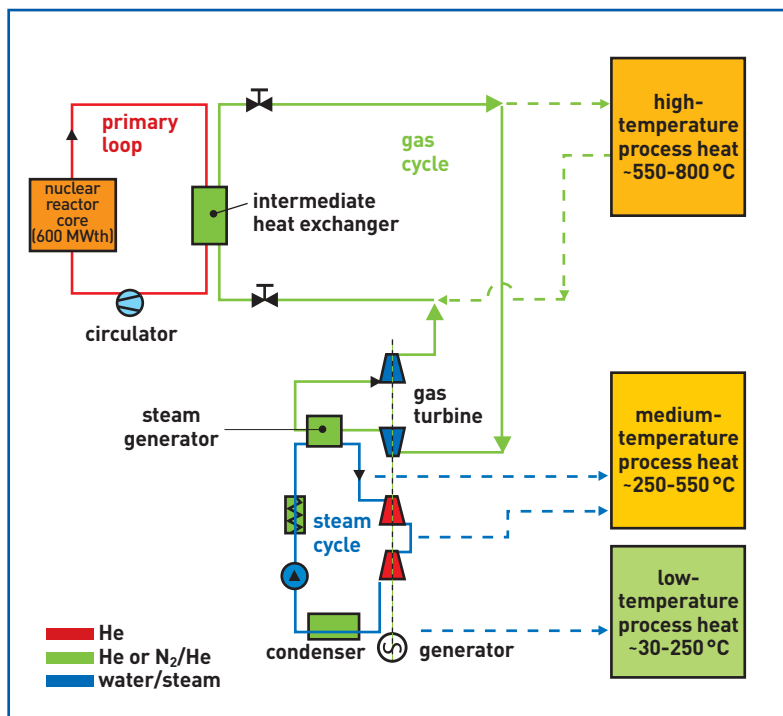 primary
loop
nuclear
reactor
core
(600 MWth)
circulator
intermediate
heat exchanger
gas
cycle
high-
temperature
process heat
~550-800 °C
steam
generator
gas
turbine
medium-
temperature
process heat
~250-550 °C
steam
cycle
low-
temperature
process heat
~30-250 °C
condenser
generator
S
He
He or N₂/He
water/steam